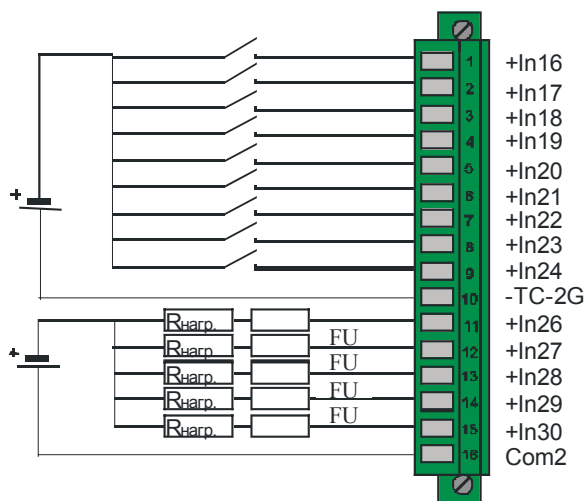 1 +In16
2 +In17
3 +In18
4 +In19
5 +In20
6 +In21
+
7 +In22
8 +In23
9 +In24
10 -TC-2G
Rнагр. 11 +In26
Rнагр. FU 12 +In27
+
Rнагр. FU 13 +In28
Rнагр. FU 14 +In29
Rнагр. FU 15 +In30
16 Com2